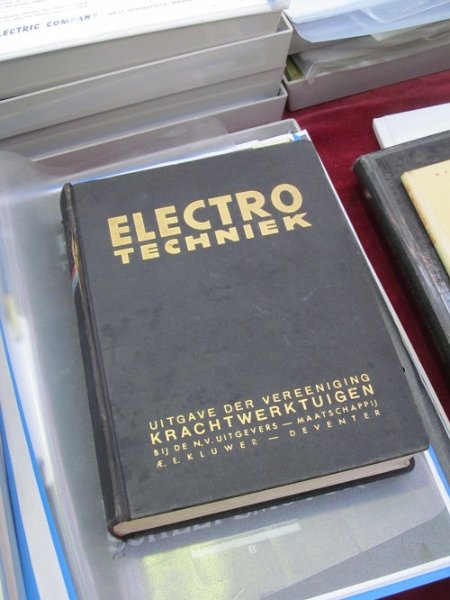 ELECTRIC COMPANY
ELECTRO
TECHNIEK
UITGAVE DER VEREENIGING
KRACHTWERKTUIGEN
BIJ DE N.V. UITGEVERS — MAATSCHAPPIJ
Æ. E. KLUWER — DEVENTER
B